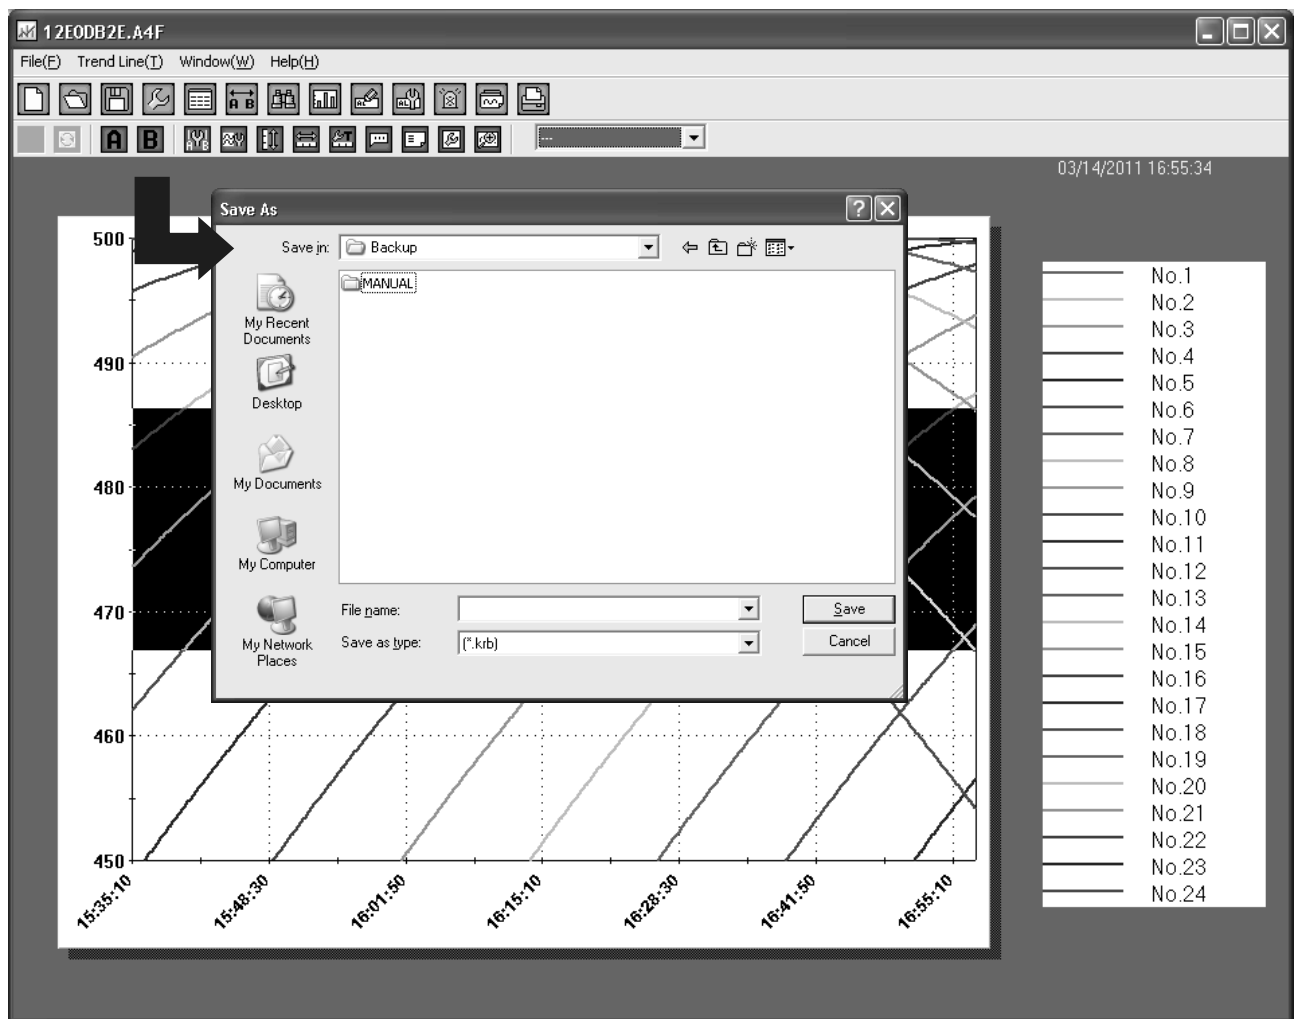 12E0DB2E.A4F
File(F) Trend Line(T) Window(W) Help(H)
A B
A B
---
03/14/2011 16:55:34
Save As
Save in: Backup
MANUAL
My Recent
Documents
Desktop
My Documents
My Computer
My Network
Places
File name:
Save
Save as type: (*.krb)
Cancel
500
490
480
470
460
450
15:35:10
15:48:30
16:01:50
16:15:10
16:28:30
16:41:50
16:55:10
No.1
No.2
No.3
No.4
No.5
No.6
No.7
No.8
No.9
No.10
No.11
No.12
No.13
No.14
No.15
No.16
No.17
No.18
No.19
No.20
No.21
No.22
No.23
No.24